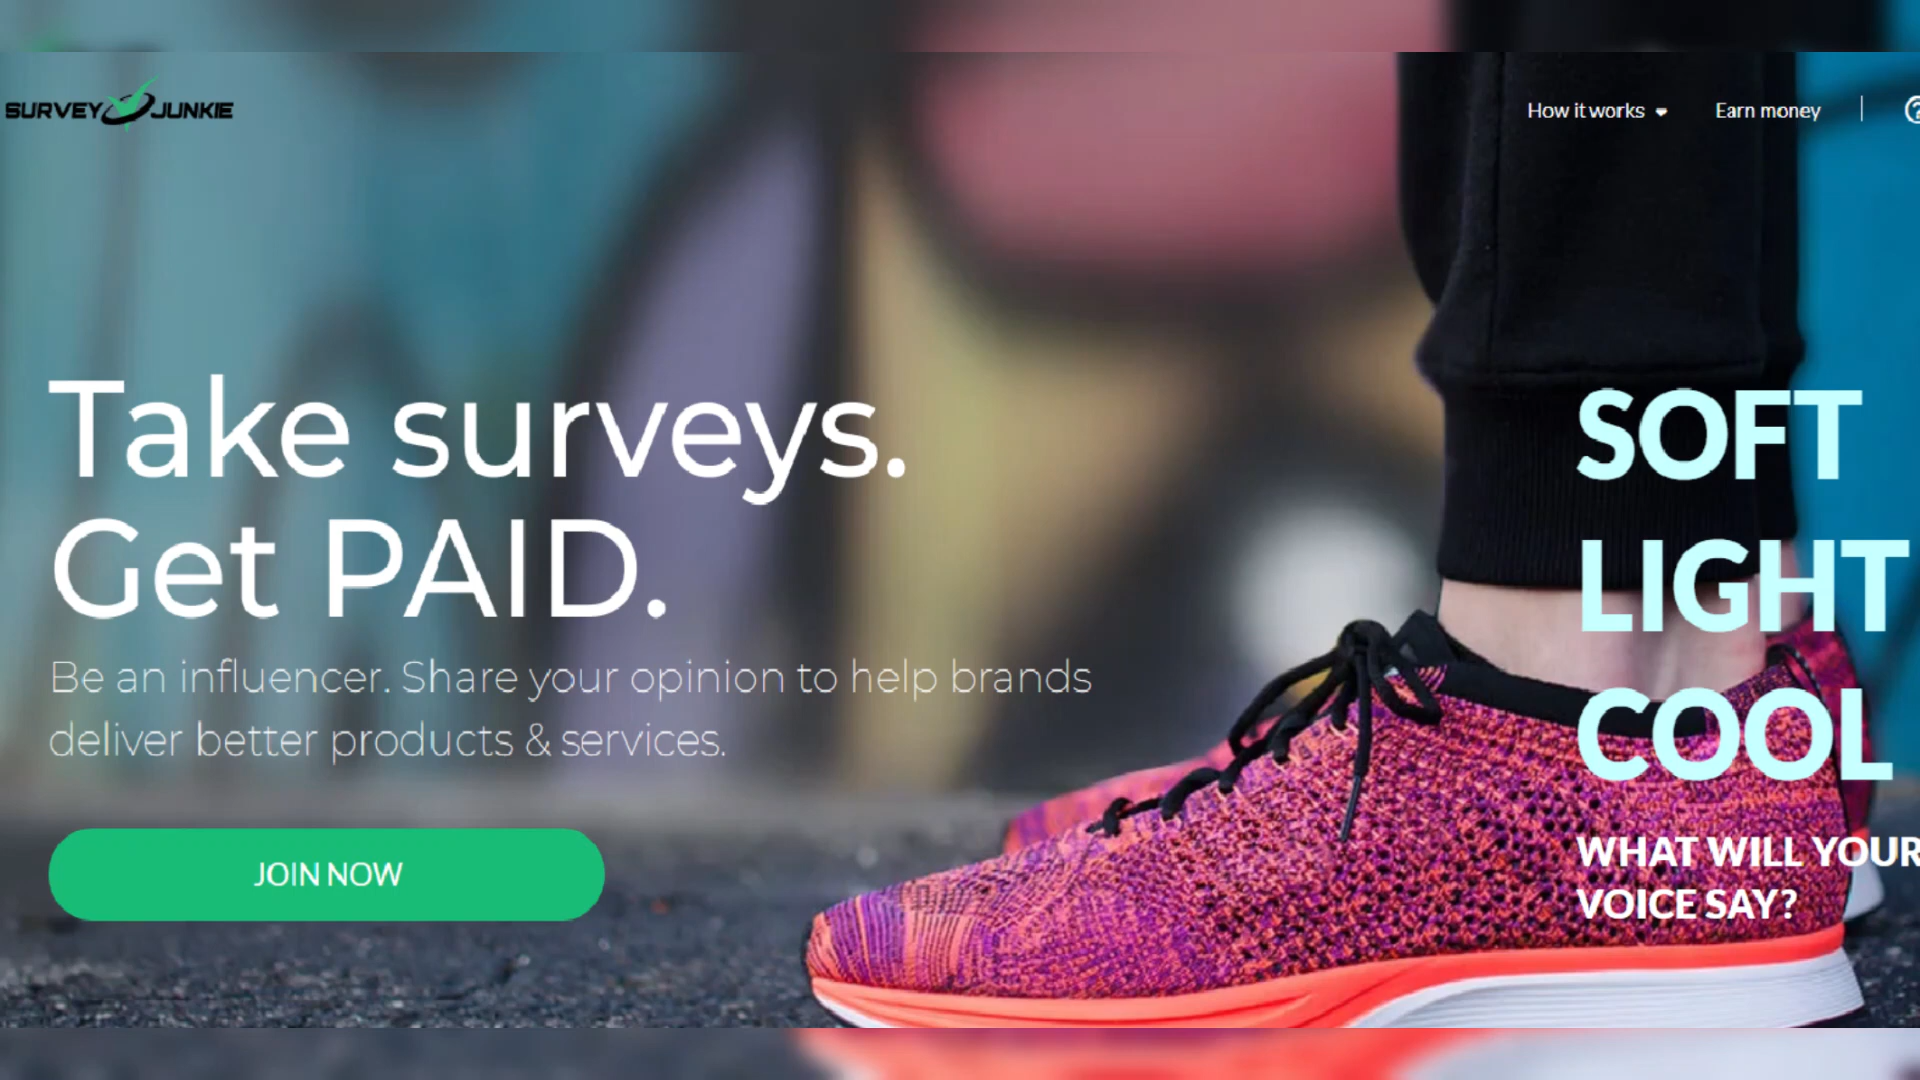 SURVEY JUNKIE
How it works
Earn money
Take surveys.
Get PAID.
Be an influencer. Share your opinion to help brands
deliver better products & services.
JOIN NOW
SOFT
LIGHT
COOL
WHAT WILL YOUR
VOICE SAY?